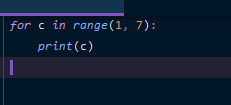 for c in range(1, 7):
    print(c)